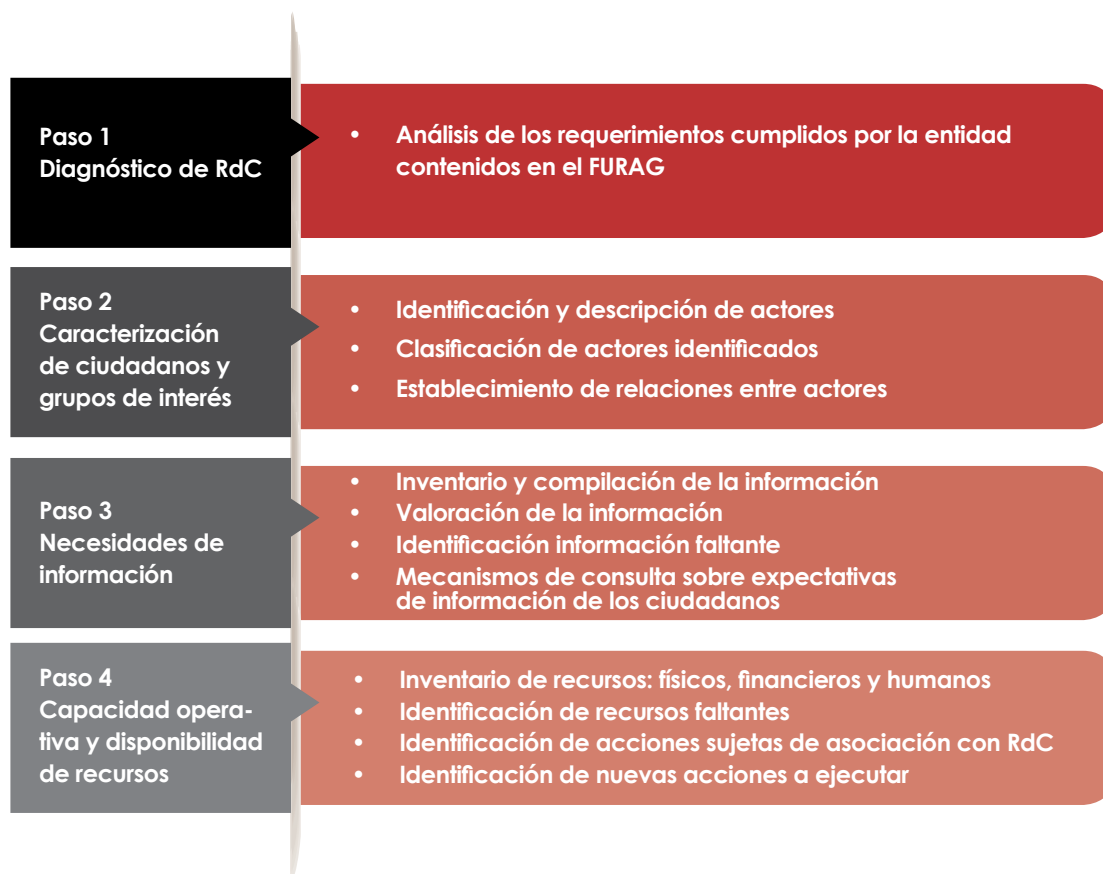 Paso 1
Diagnóstico de RdC
• Análisis de los requerimientos cumplidos por la entidad
contenidos en el FURAG
Paso 2
Caracterización
de ciudadanos y
grupos de interés
• Identificación y descripción de actores
• Clasificación de actores identificados
• Establecimiento de relaciones entre actores
Paso 3
Necesidades de
información
• Inventario y compilación de la información
• Valoración de la información
• Identificación información faltante
• Mecanismos de consulta sobre expectativas
de información de los ciudadanos
Paso 4
Capacidad opera-
tiva y disponibilidad
de recursos
• Inventario de recursos: físicos, financieros y humanos
• Identificación de recursos faltantes
• Identificación de acciones sujetas de asociación con RdC
• Identificación de nuevas acciones a ejecutar